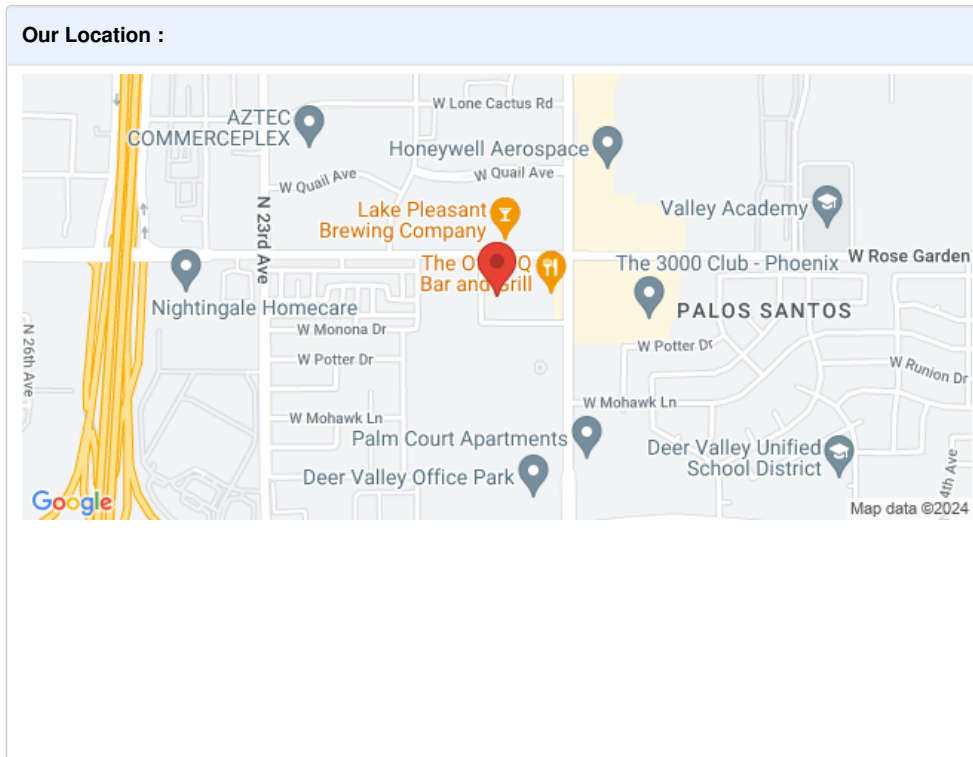 Our Location :
W Lone Cactus Rd
AZTEC
COMMERCEPLEX
Honeywell Aerospace
W Quail Ave
W Quail Ave
N 23rd Ave
Lake Pleasant
Brewing Company
Valley Academy
W Rose Garden
The Q
Bar and Grill
The 3000 Club - Phoenix
Nightingale Homecare
PALOS SANTOS
W Monona Dr
N 26th Ave
W Potter Dr
W Potter Dr
W Runion Dr
W Mohawk Ln
W Mohawk Ln
Palm Court Apartments
Deer Valley Unified
School District
Deer Valley Office Park
4th Ave
Google
Map data ©2024